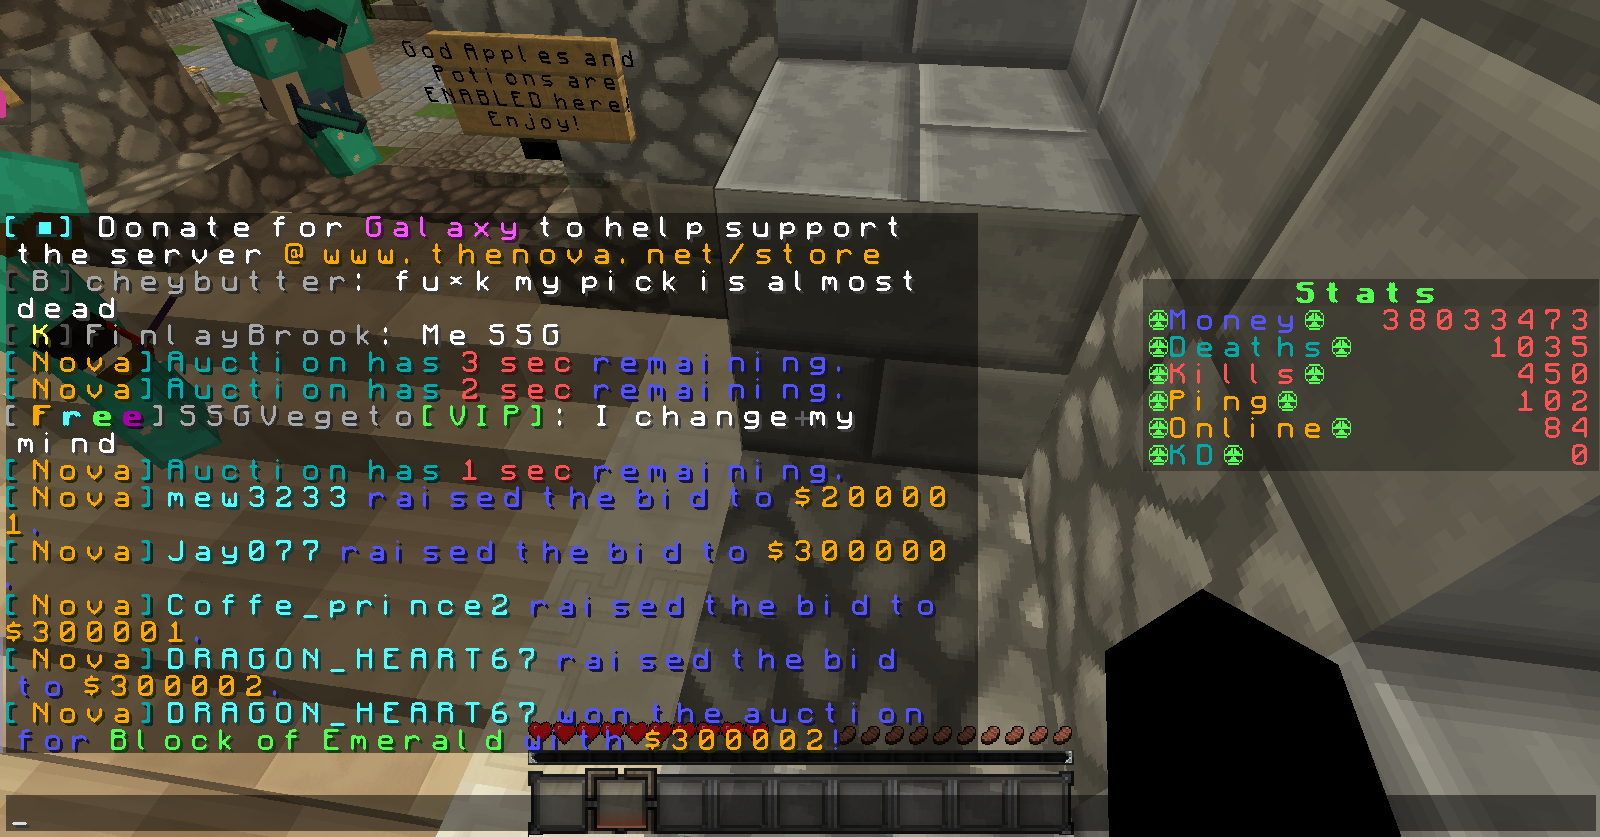 God Apples and
Potions are
ENABLED here!
Enjoy!
[■] Donate for Galaxy to help support
the server @ www.thenova.net/store
[B]cheybutter: fu×k my pick is almost
dead
[K]FinlayBrook: Me SSG
[Nova]Auction has 3 sec remaining.
[Nova]Auction has 2 sec remaining.
[Free]SSGVegeto[VIP]: I change my
mind
[Nova]Auction has 1 sec remaining.
[Nova]mew3233 raised the bid to $20000
1.
[Nova]Jay077 raised the bid to $300000
.
[Nova]Coffe_prince2 raised the bid to
$300001.
[Nova]DRAGON_HEART67 raised the bid
to $300002.
[Nova]DRAGON_HEART67 won the auction
for Block of Emerald with $300002!
Stats
Money 38033473
Deaths 1035
Kills 450
Ping 102
Online 84
KD 0
_